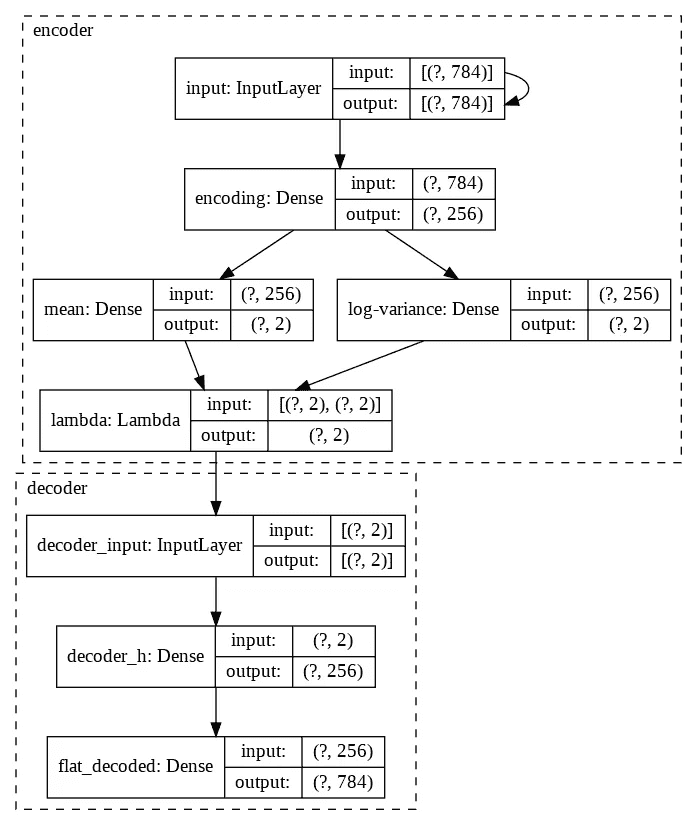 encoder
input: InputLayer
input: [(?, 784)]
output: [(?, 784)]
encoding: Dense
input: (?, 784)
output: (?, 256)
mean: Dense
input: (?, 256)
output: (?, 2)
log-variance: Dense
input: (?, 256)
output: (?, 2)
lambda: Lambda
input: [(?, 2), (?, 2)]
output: (?, 2)
decoder
decoder_input: InputLayer
input: [(?, 2)]
output: [(?, 2)]
decoder_h: Dense
input: (?, 2)
output: (?, 256)
flat_decoded: Dense
input: (?, 256)
output: (?, 784)